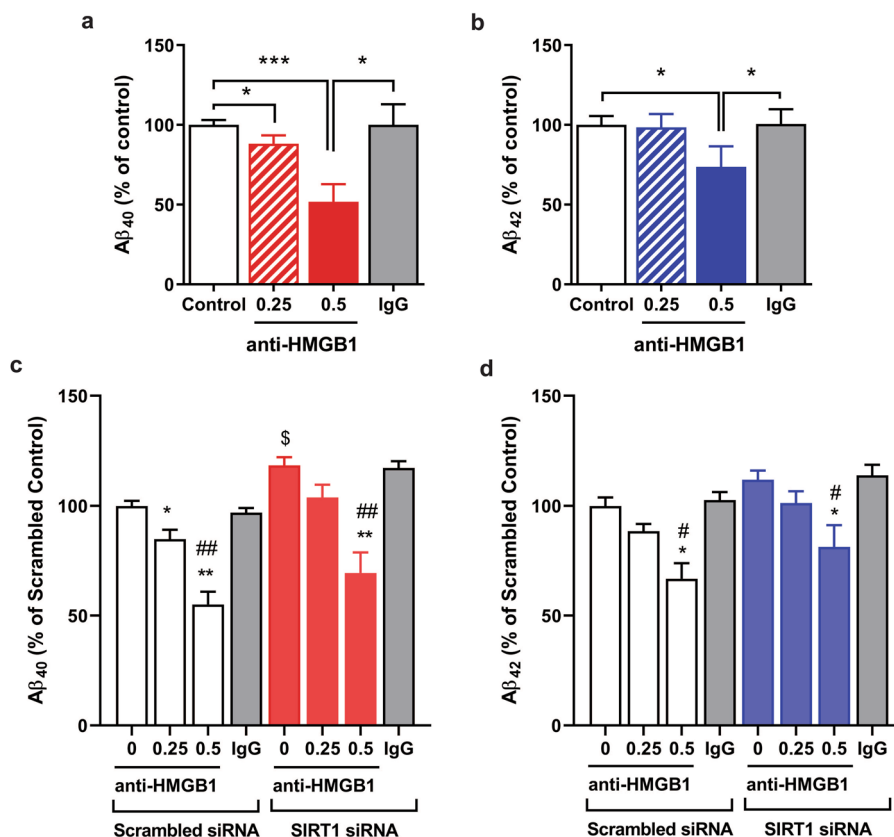 a
Aβ40 (% of control)
150
100
50
0
***
*
*
Control 0.25 0.5 IgG
anti-HMGB1
b
Aβ42 (% of control)
150
100
50
0
*
*
Control 0.25 0.5 IgG
anti-HMGB1
c
Aβ40 (% of Scrambled Control)
150
100
50
0
*
##
**
$
##
**
0 0.25 0.5 IgG 0 0.25 0.5 IgG
anti-HMGB1 anti-HMGB1
Scrambled siRNA SIRT1 siRNA
d
Aβ42 (% of Scrambled Control)
150
100
50
0
#
*
#
*
0 0.25 0.5 IgG 0 0.25 0.5 IgG
anti-HMGB1 anti-HMGB1
Scrambled siRNA SIRT1 siRNA